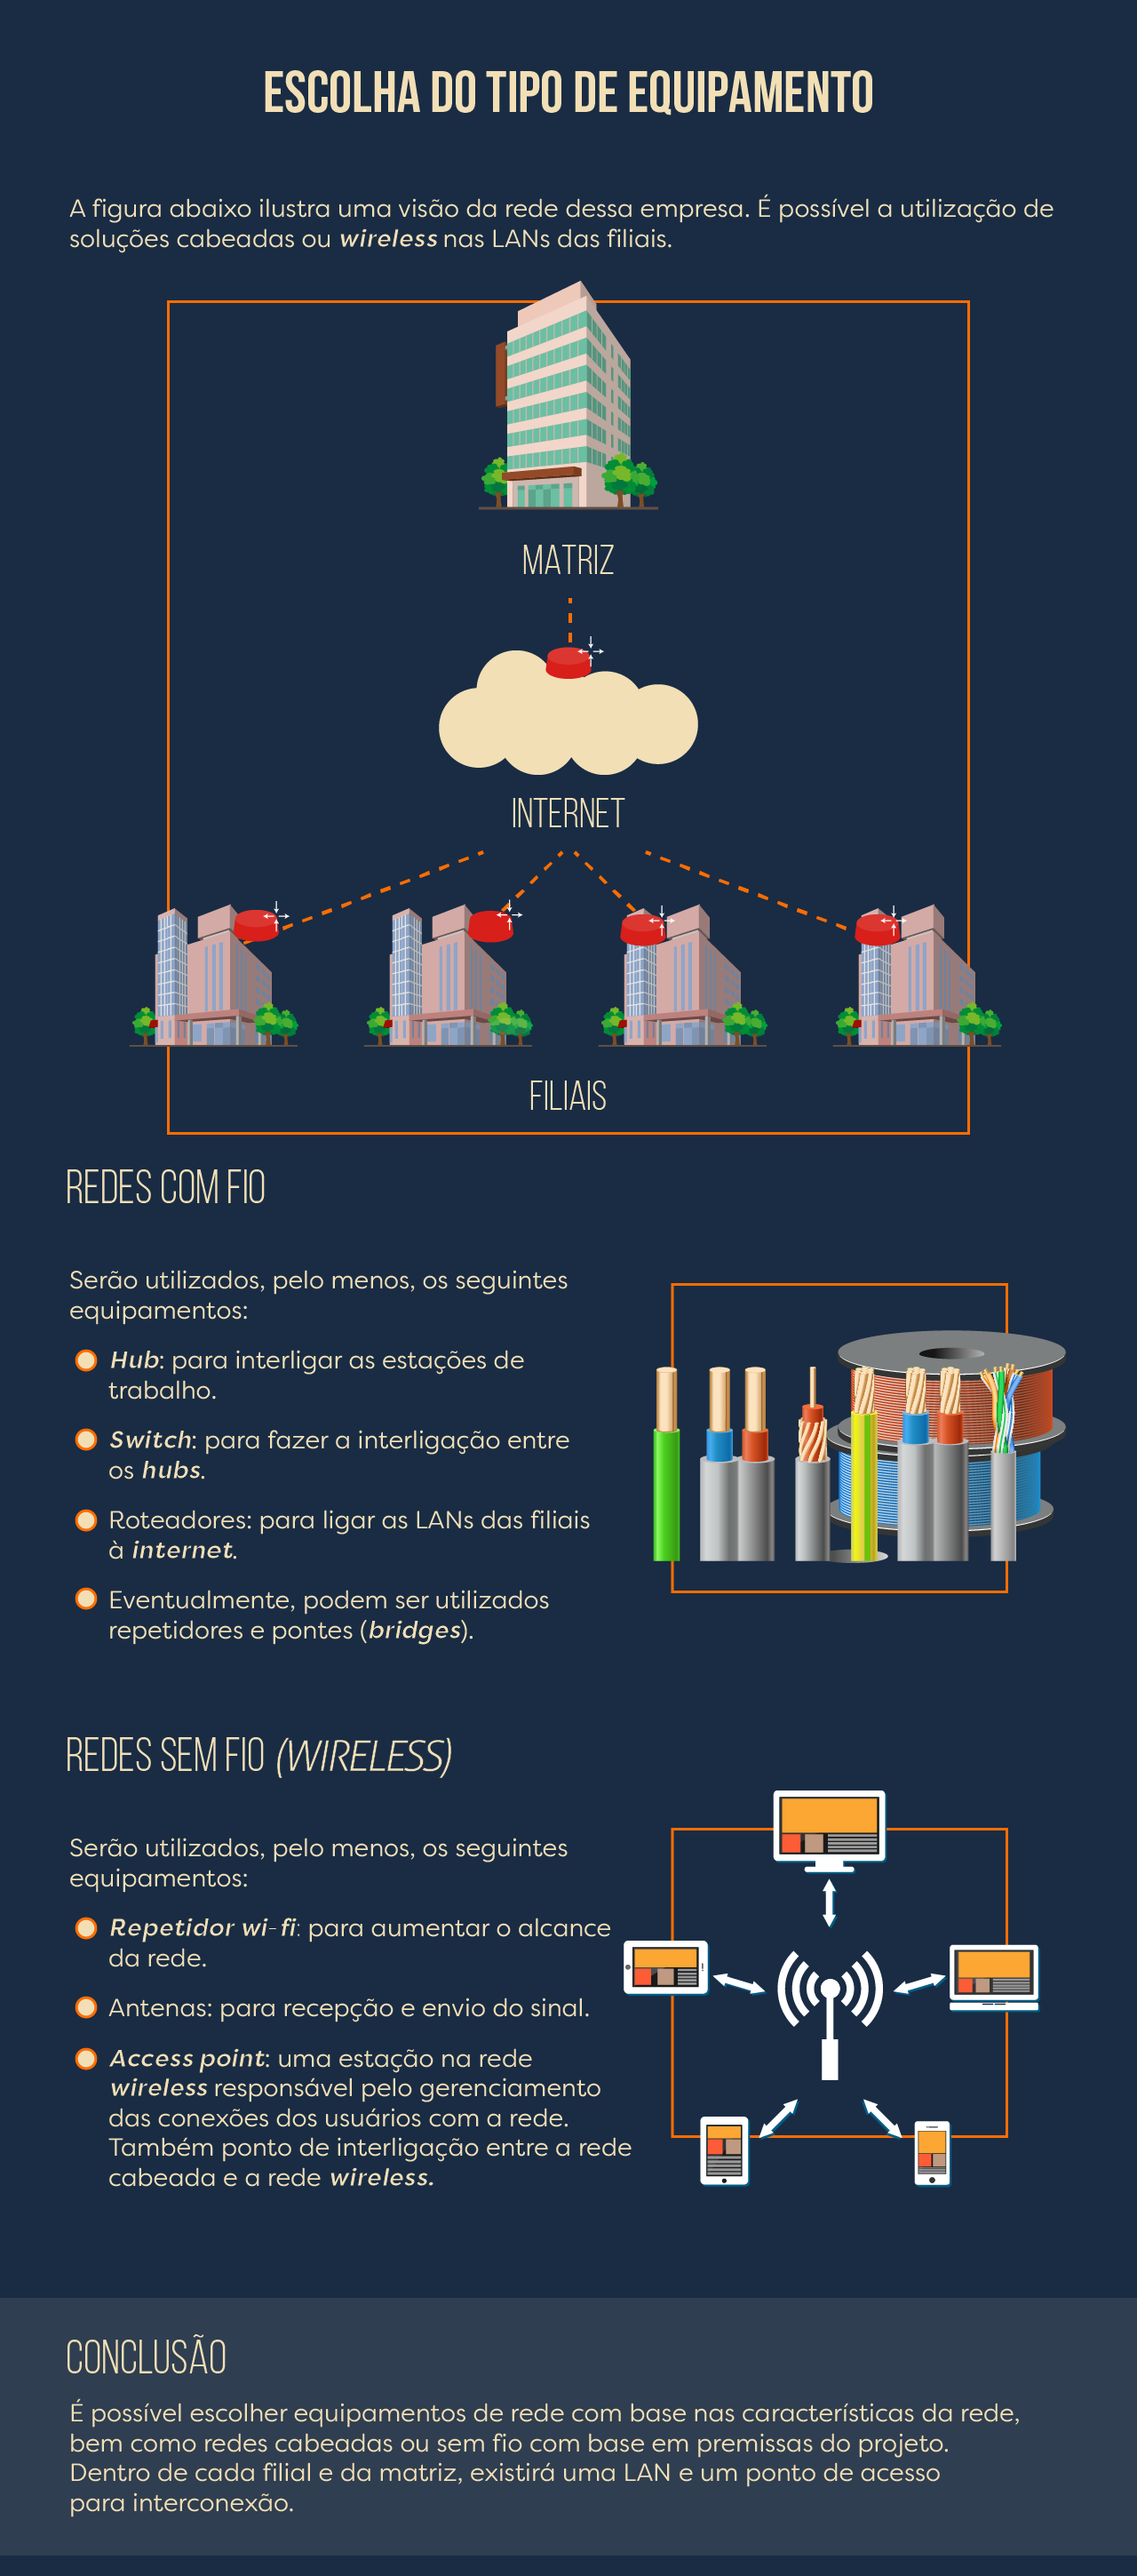 ESCOLHA DO TIPO DE EQUIPAMENTO
A figura abaixo ilustra uma visão da rede dessa empresa. É possível a utilização de
soluções cabeadas ou wireless nas LANs das filiais.
MATRIZ
INTERNET
FILIAIS
REDES COM FIO
Serão utilizados, pelo menos, os seguintes
equipamentos:
Hub: para interligar as estações de
trabalho.
Switch: para fazer a interligação entre
os hubs.
Roteadores: para ligar as LANs das filiais
à internet.
Eventualmente, podem ser utilizados
repetidores e pontes (bridges).
REDES SEM FIO (WIRELESS)
Serão utilizados, pelo menos, os seguintes
equipamentos:
Repetidor wi-fi: para aumentar o alcance
da rede.
Antenas: para recepção e envio do sinal.
Access point: uma estação na rede
wireless responsável pelo gerenciamento
das conexões dos usuários com a rede.
Também ponto de interligação entre a rede
cabeada e a rede wireless.
CONCLUSÃO
É possível escolher equipamentos de rede com base nas características da rede,
bem como redes cabeadas ou sem fio com base em premissas do projeto.
Dentro de cada filial e da matriz, existirá uma LAN e um ponto de acesso
para interconexão.